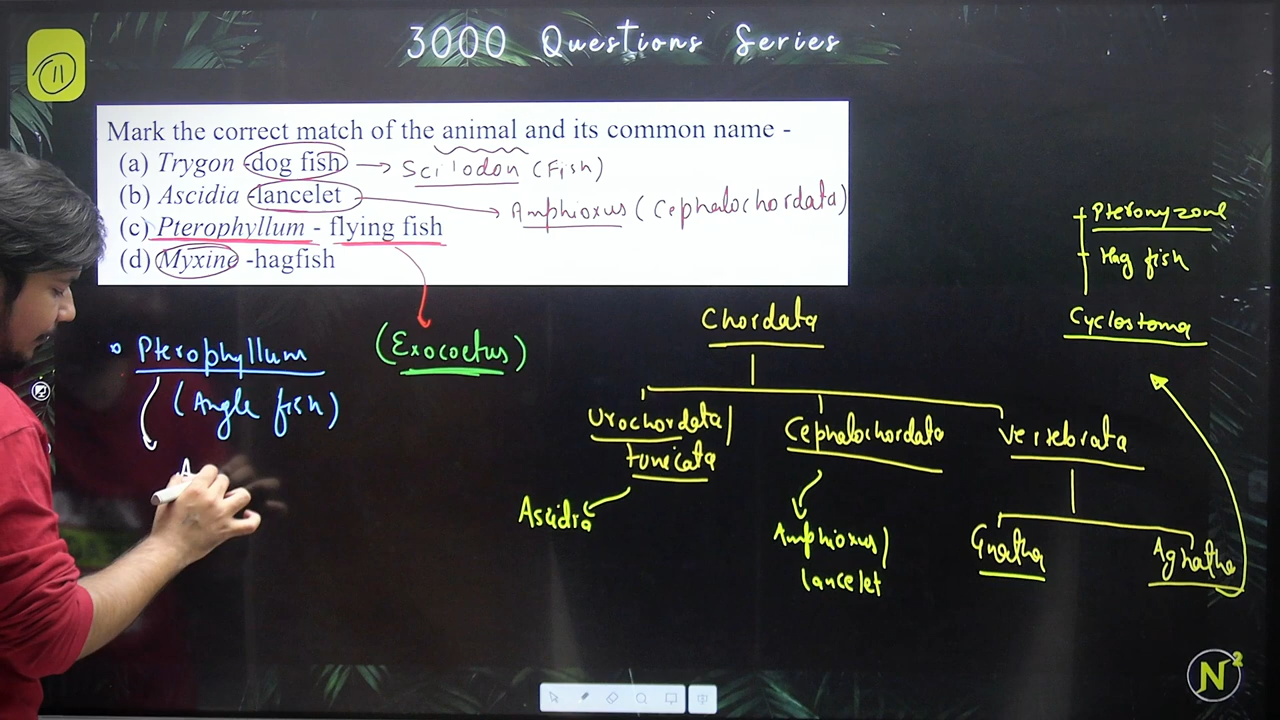 3000 Questions Series
11
Mark the correct match of the animal and its common name -
(a) Trygon -dog fish → Scilodon (Fish)
(b) Ascidia -lancelet → Amphioxus (Cephalochordata)
(c) Pterophyllum - flying fish
(d) Myxine -hagfish
Pteromyzone
Hag fish
Cyclostoma
Chordata
(Exocoetus)
Pterophyllum
(Angle fish)
A
Urochordata/
tunicata
Cephalochordata
Vertebrata
Ascidia
Amphioxus/
lancelet
Gnatha
Agnatha
N²